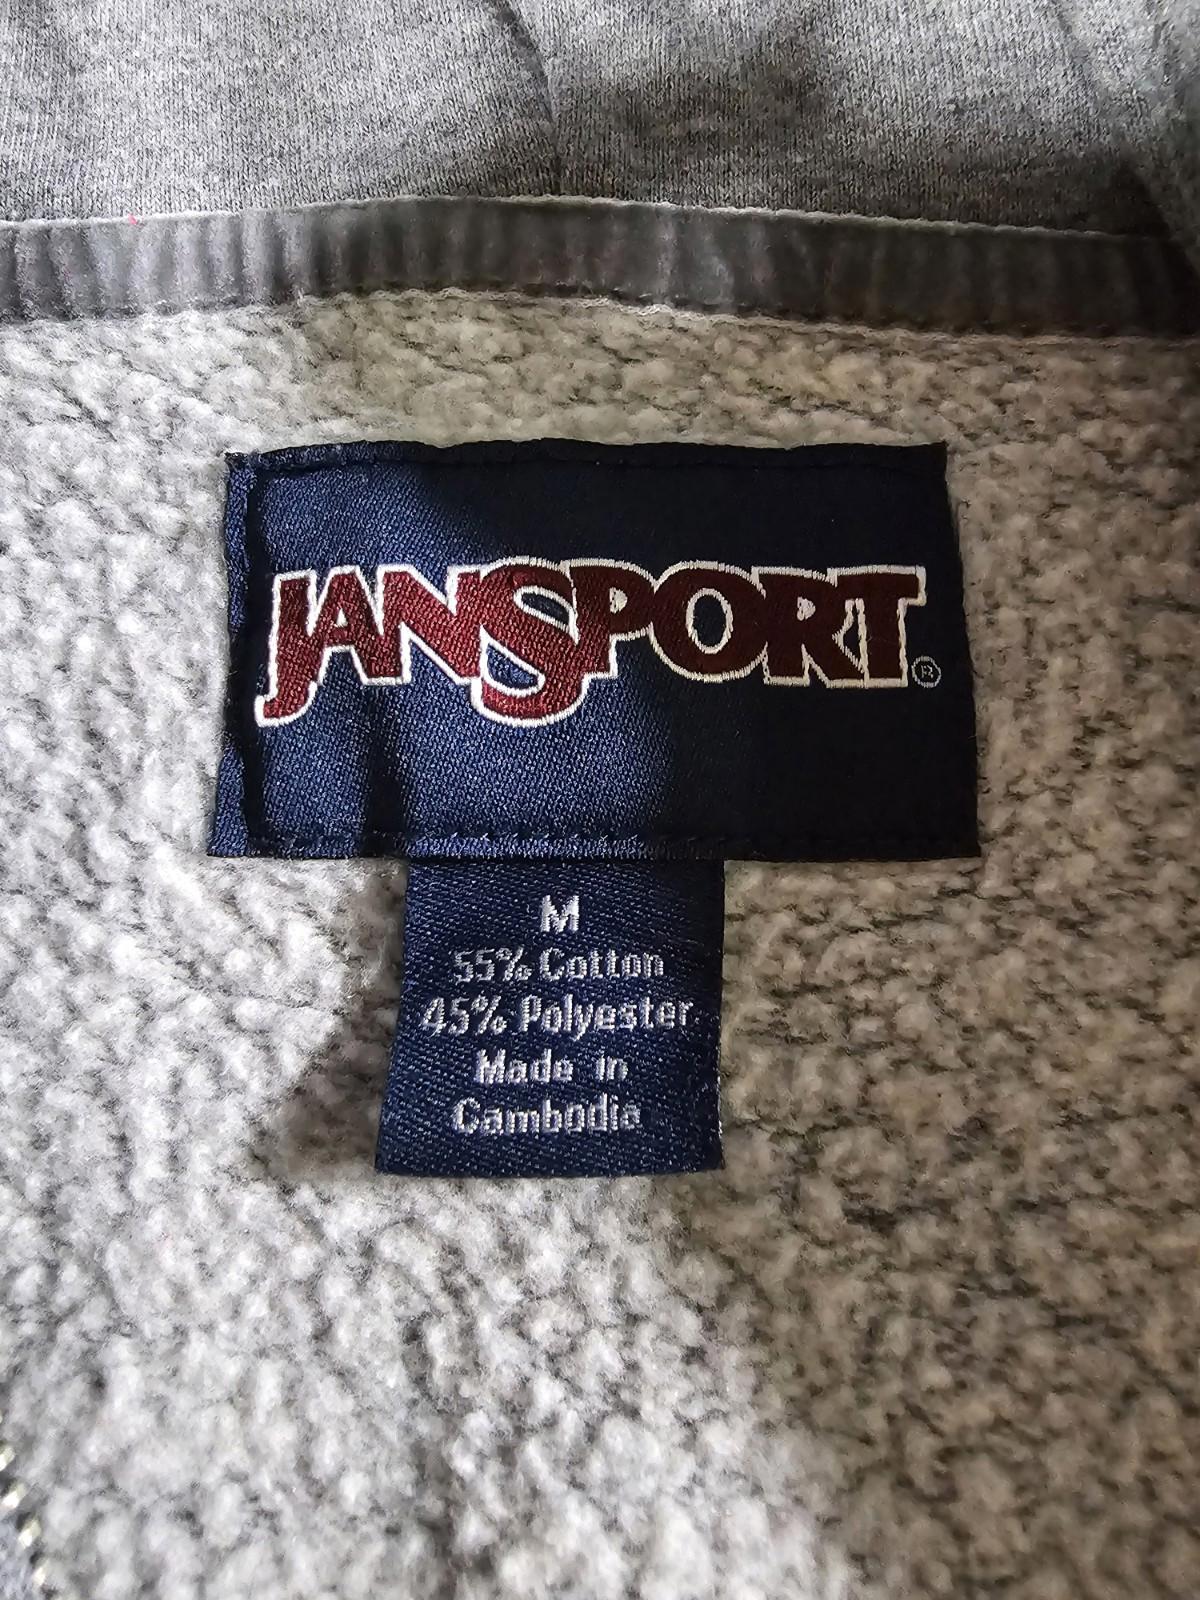 JANSPORT®
M
55% Cotton
45% Polyester
Made in
Cambodia